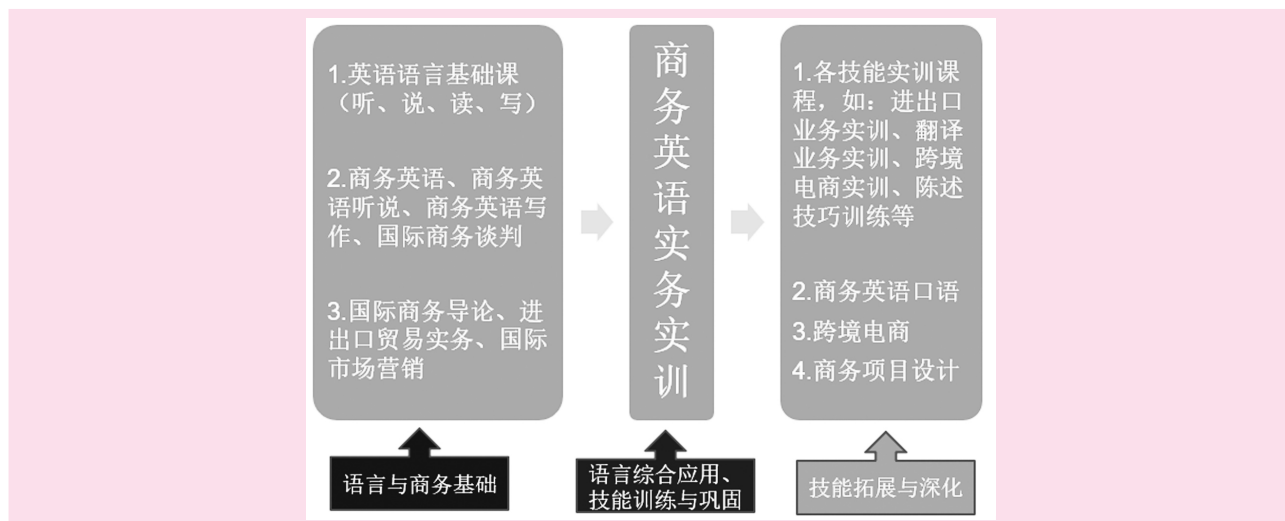 1.英语语言基础课
（听、说、读、写）
2.商务英语、商务英
语听说、商务英语写
作、国际商务谈判
3.国际商务导论、进
出口贸易实务、国际
市场营销
商务英语实务实训
1.各技能实训课
程，如：进出口
业务实训、翻译
业务实训、跨境
电商实训、陈述
技巧训练等
2.商务英语口语
3.跨境电商
4.商务项目设计
语言与商务基础
语言综合应用、
技能训练与巩固
技能拓展与深化